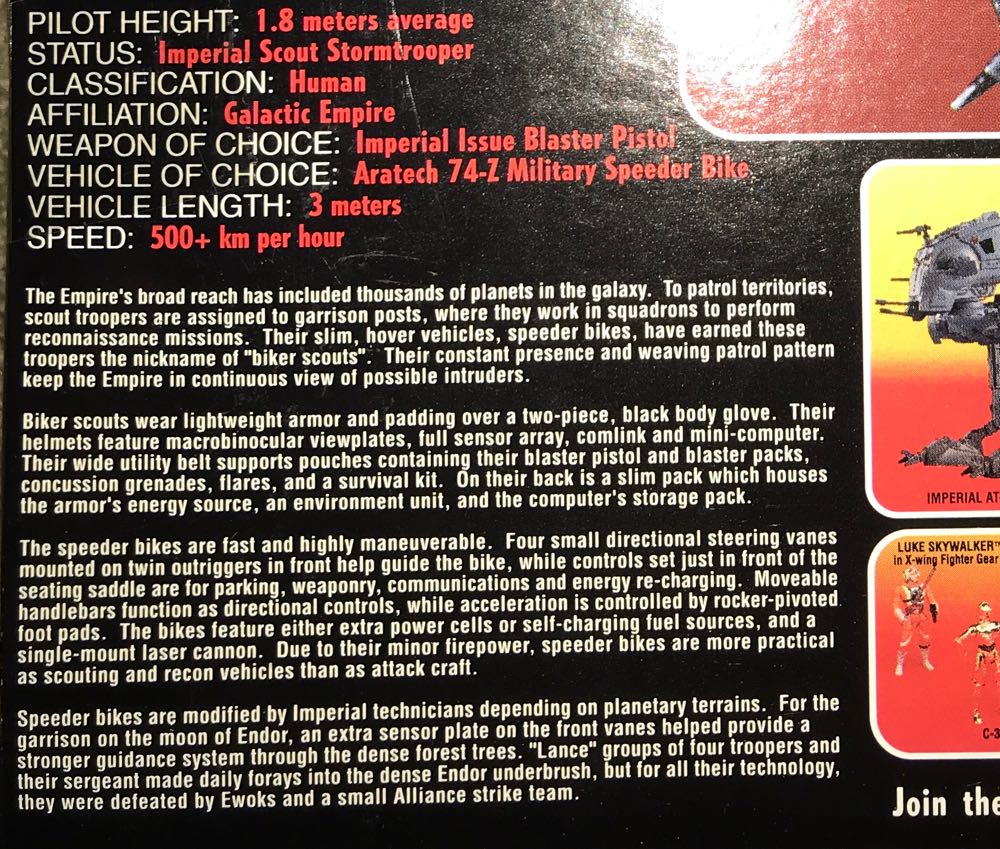 PILOT HEIGHT: 1.8 meters average
STATUS: Imperial Scout Stormtrooper
CLASSIFICATION: Human
AFFILIATION: Galactic Empire
WEAPON OF CHOICE: Imperial Issue Blaster Pistol
VEHICLE OF CHOICE: Aratech 74-Z Military Speeder Bike
VEHICLE LENGTH: 3 meters
SPEED: 500+ km per hour
The Empire's broad reach has included thousands of planets in the galaxy. To patrol territories,
scout troopers are assigned to garrison posts, where they work in squadrons to perform
reconnaissance missions. Their slim, hover vehicles, speeder bikes, have earned these
troopers the nickname of "biker scouts". Their constant presence and weaving patrol pattern
keep the Empire in continuous view of possible intruders.
Biker scouts wear lightweight armor and padding over a two-piece, black body glove. Their
helmets feature macrobinocular viewplates, full sensor array, comlink and mini-computer.
Their wide utility belt supports pouches containing their blaster pistol and blaster packs,
concussion grenades, flares, and a survival kit. On their back is a slim pack which houses
the armor's energy source, an environment unit, and the computer's storage pack.
The speeder bikes are fast and highly maneuverable. Four small directional steering vanes
mounted on twin outriggers in front help guide the bike, while controls set just in front of the
seating saddle are for parking, weaponry, communications and energy re-charging. Moveable
handlebars function as directional controls, while acceleration is controlled by rocker-pivoted
foot pads. The bikes feature either extra power cells or self-charging fuel sources, and a
single-mount laser cannon. Due to their minor firepower, speeder bikes are more practical
as scouting and recon vehicles than as attack craft.
Speeder bikes are modified by Imperial technicians depending on planetary terrains. For the
garrison on the moon of Endor, an extra sensor plate on the front vanes helped provide a
stronger guidance system through the dense forest trees. "Lance" groups of four troopers and
their sergeant made daily forays into the dense Endor underbrush, but for all their technology,
they were defeated by Ewoks and a small Alliance strike team.
IMPERIAL AT
LUKE SKYWALKER™
in X-wing Fighter Gear
C-3
Join the